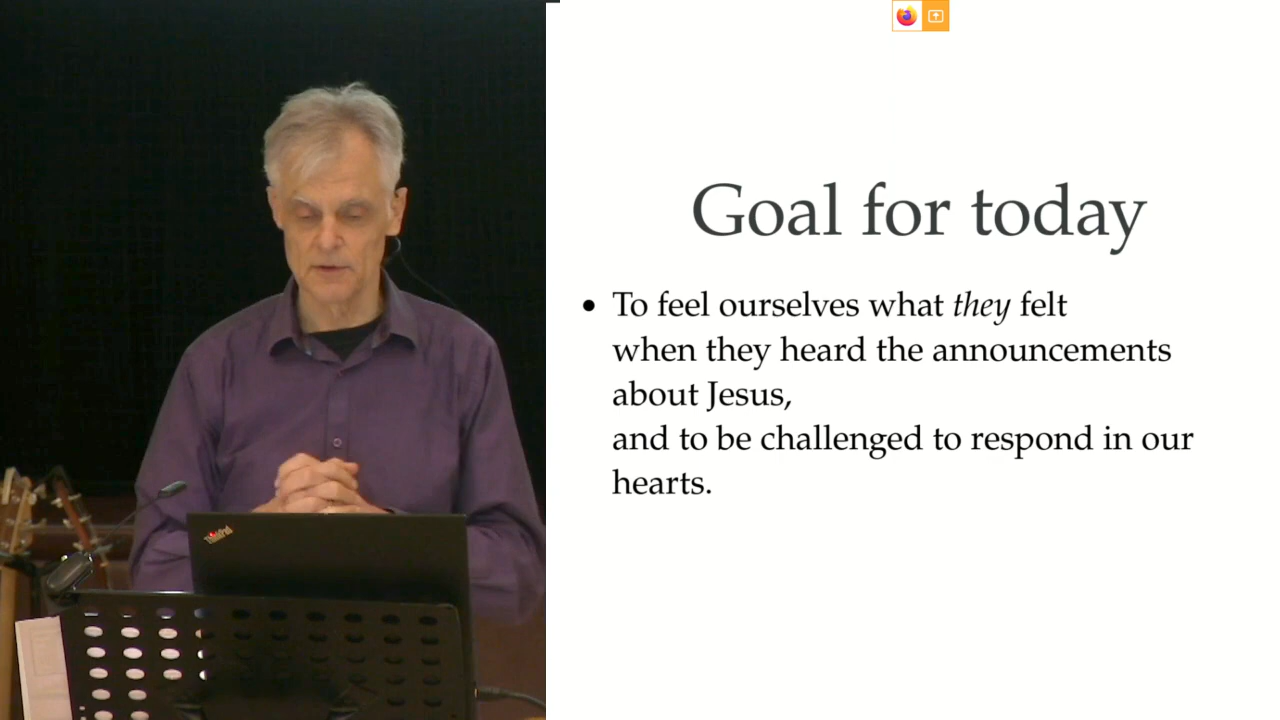 Goal for today
• To feel ourselves what they felt
when they heard the announcements
about Jesus,
and to be challenged to respond in our
hearts.
ThinkPad